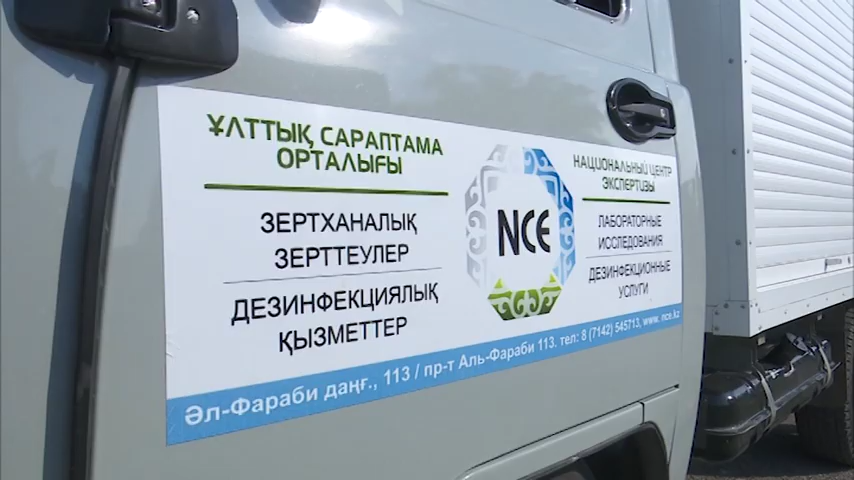 ҰЛТТЫҚ САРАПТАМА
ОРТАЛЫҒЫ
ЗЕРТХАНАЛЫҚ
ЗЕРТТЕУЛЕР
ДЕЗИНФЕКЦИЯЛЫҚ
ҚЫЗМЕТТЕР
NCE
НАЦИОНАЛЬНЫЙ ЦЕНТР
ЭКСПЕРТИЗЫ
ЛАБОРАТОРНЫЕ
ИССЛЕДОВАНИЯ
ДЕЗИНФЕКЦИОННЫЕ
УСЛУГИ
Әл-Фараби даңғ., 113 / пр-т Аль-Фараби 113. тел: 8 (7142) 545713, www. nce.kz